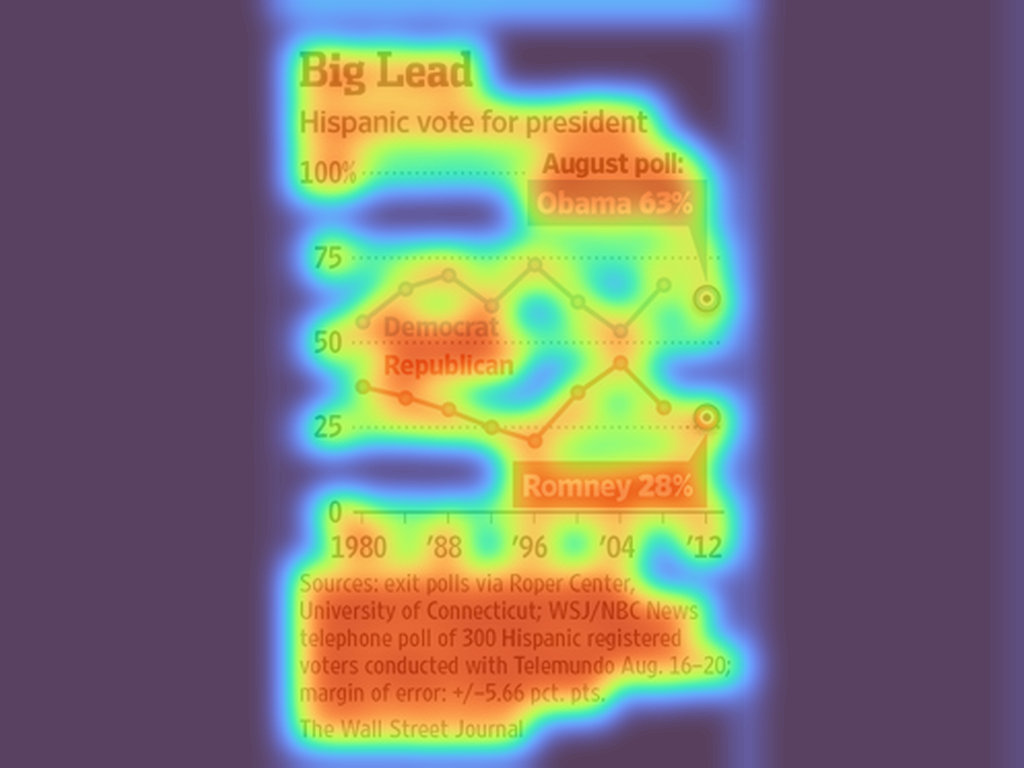 Big Lead
Hispanic vote for president
100%
August poll:
Obama 63%
75
Democrat
50
Republican
25
Romney 28%
0
1980 ’88 ’96 ’04 ’12
Sources: exit polls via Roper Center,
University of Connecticut; WSJ/NBC News
telephone poll of 300 Hispanic registered
voters conducted with Telemundo Aug. 16–20;
margin of error: +/–5.66 pct. pts.
The Wall Street Journal